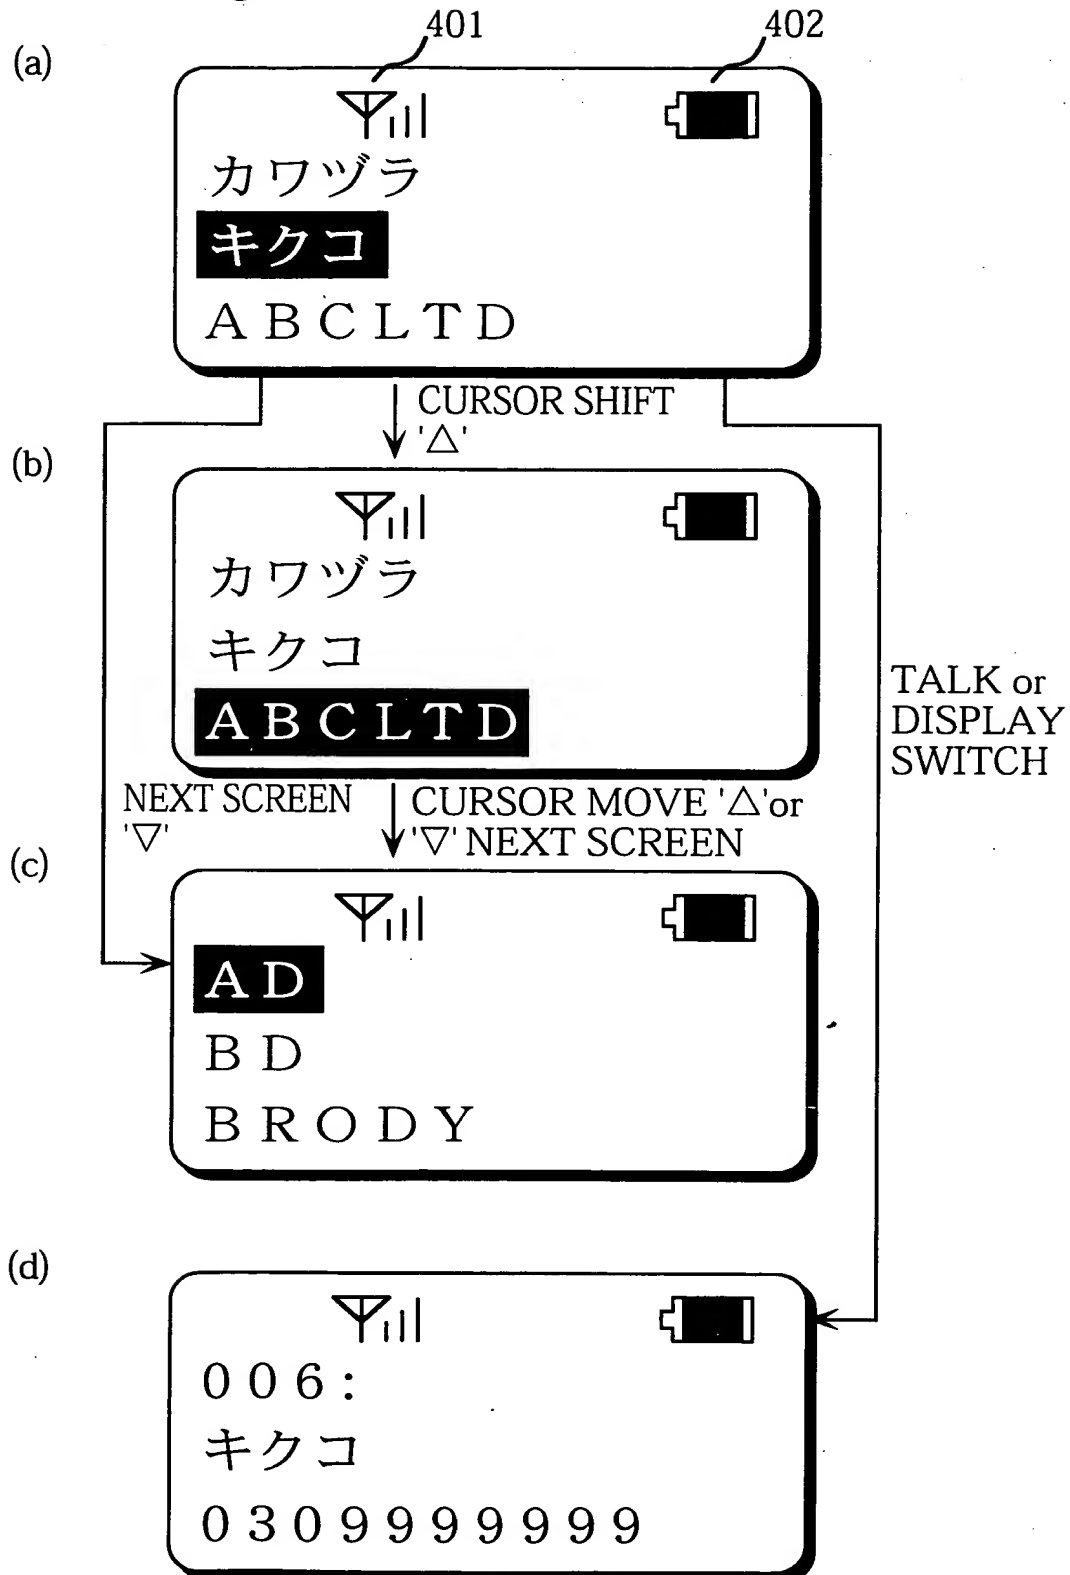 401
402
(a)
カワヅラ
キクコ
ABCLTD
CURSOR SHIFT
'△'
(b)
カワヅラ
キクコ
ABCLTD
TALK or
DISPLAY
SWITCH
NEXT SCREEN
'▽'
CURSOR MOVE '△'or
'▽' NEXT SCREEN
(c)
AD
BD
BRODY
(d)
006:
キクコ
0309999999